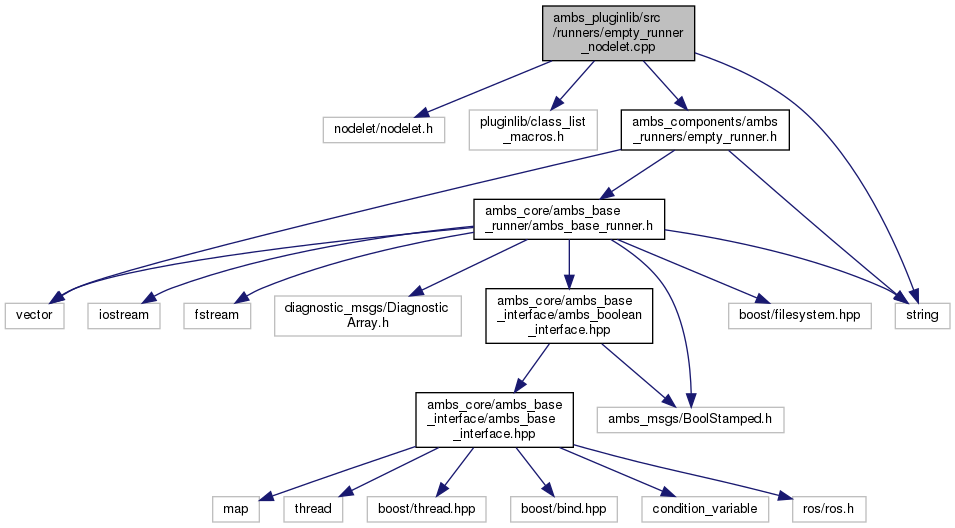 ambs_pluginlib/src
/runners/empty_runner
_nodelet.cpp
nodelet/nodelet.h
pluginlib/class_list
_macros.h
ambs_components/ambs
_runners/empty_runner.h
ambs_core/ambs_base
_runner/ambs_base_runner.h
vector
iostream
fstream
diagnostic_msgs/Diagnostic
Array.h
ambs_core/ambs_base
_interface/ambs_boolean
_interface.hpp
boost/filesystem.hpp
string
ambs_core/ambs_base
_interface/ambs_base
_interface.hpp
ambs_msgs/BoolStamped.h
map
thread
boost/thread.hpp
boost/bind.hpp
condition_variable
ros/ros.h